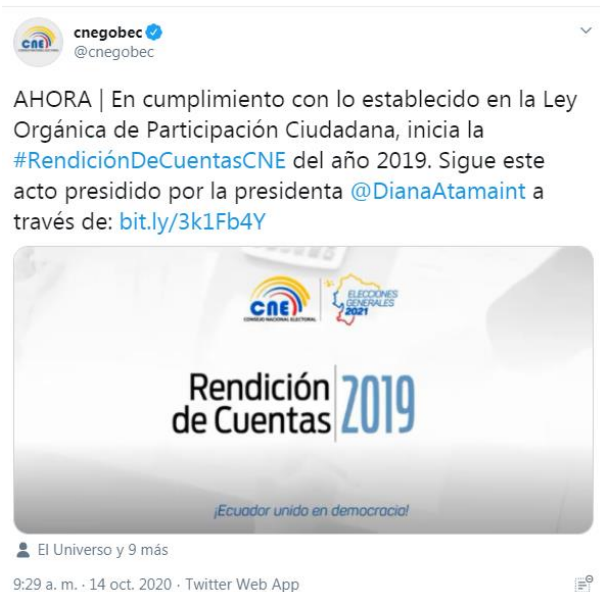 cnegobec
@cnegobec
AHORA | En cumplimiento con lo establecido en la Ley
Orgánica de Participación Ciudadana, inicia la
#RendiciónDeCuentasCNE del año 2019. Sigue este
acto presidido por la presidenta @DianaAtamaint a
través de: bit.ly/3k1Fb4Y
CNE
CONSEJO NACIONAL ELECTORAL
ELECCIONES
GENERALES
2021
Rendición
de Cuentas
2019
¡Ecuador unido en democracia!
El Universo y 9 más
9:29 a. m. · 14 oct. 2020 · Twitter Web App